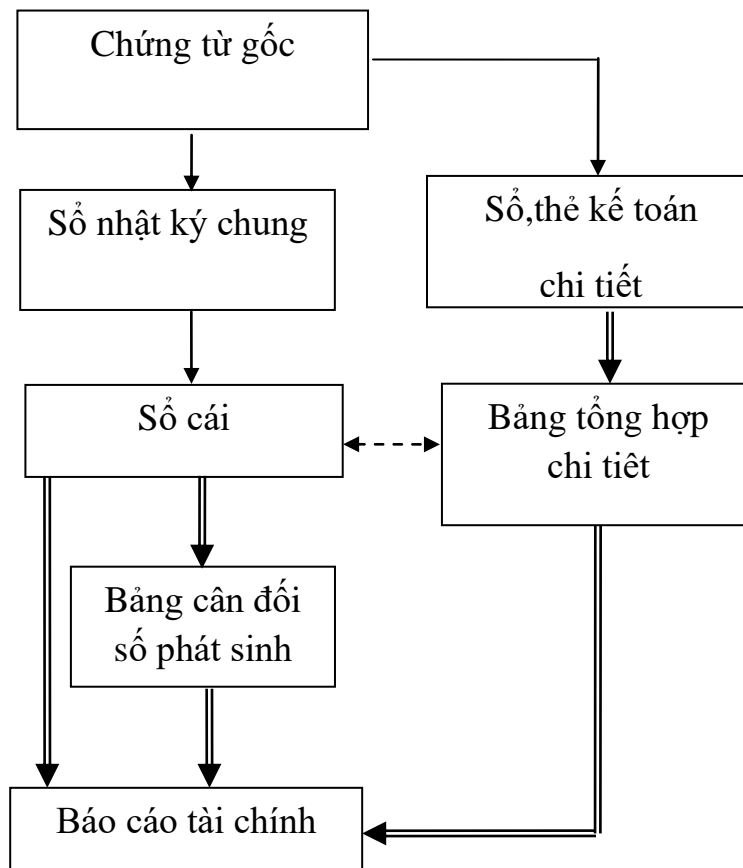 Chứng từ gốc
Sổ nhật ký chung
Sổ,thẻ kế toán
chi tiết
Sổ cái
Bảng tổng hợp
chi tiêt
Bảng cân đối
số phát sinh
Báo cáo tài chính